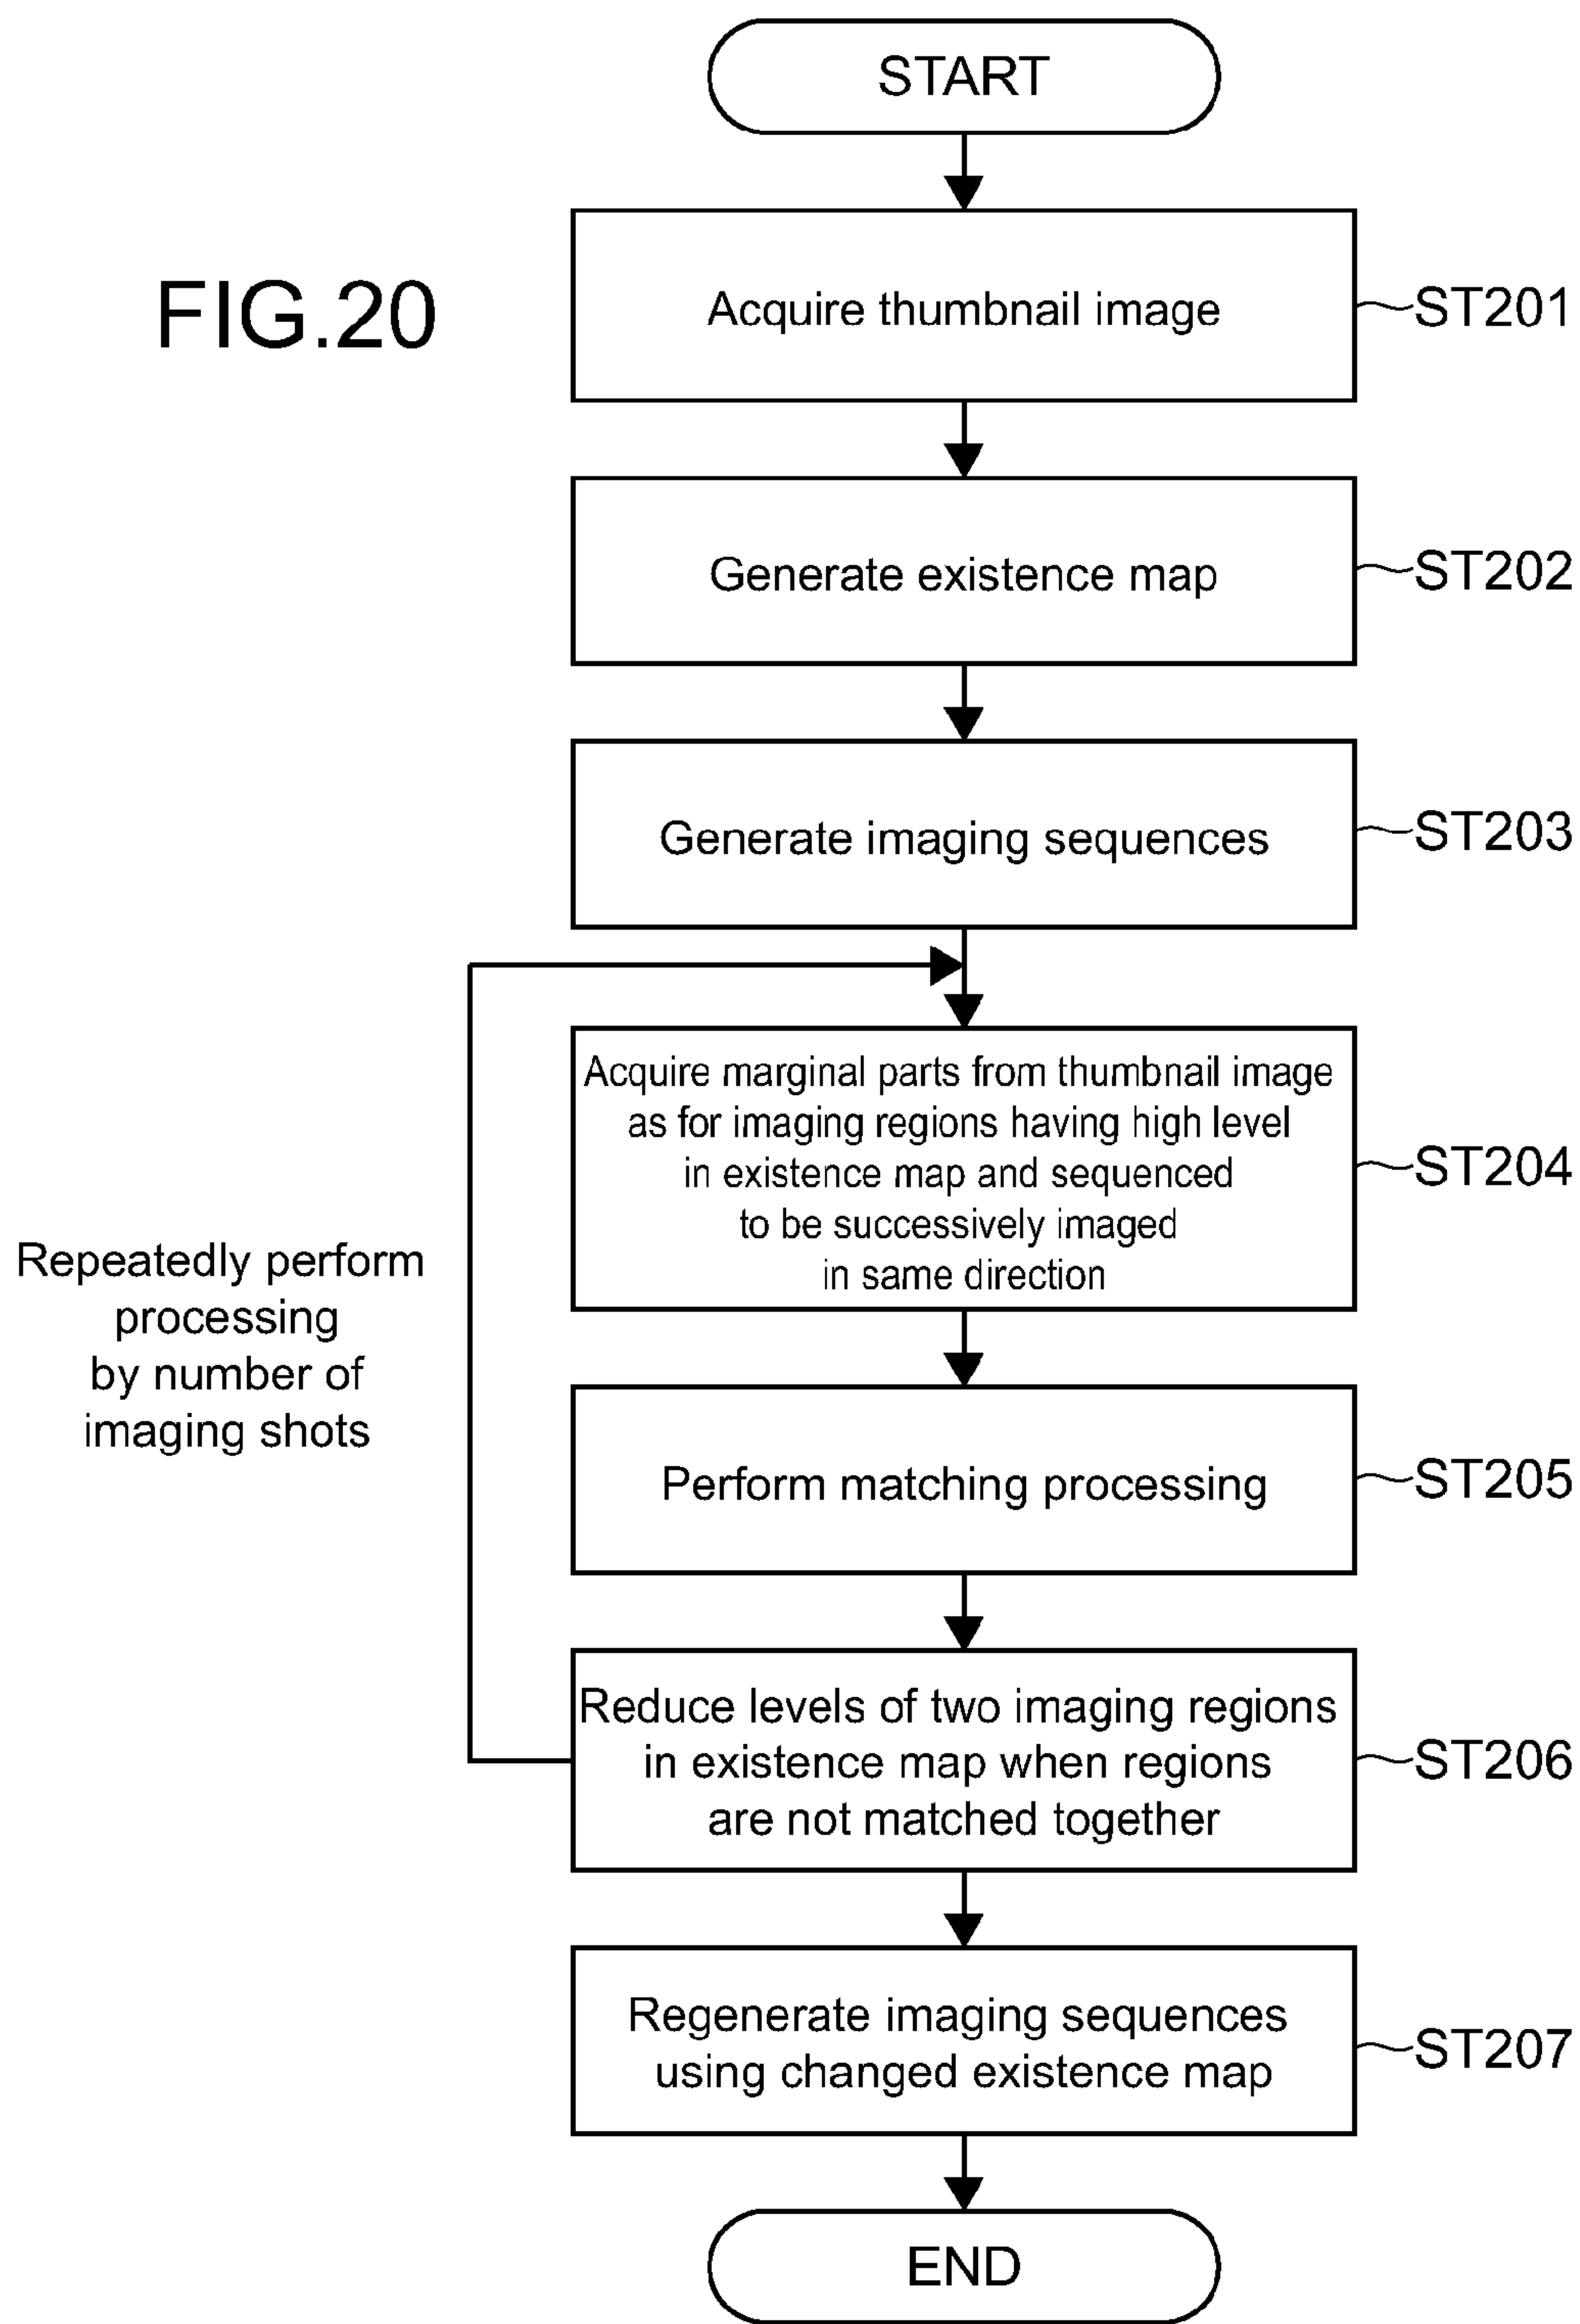 START
FIG.20
Acquire thumbnail image
ST201
Generate existence map
ST202
Generate imaging sequences
ST203
Acquire marginal parts from thumbnail image
as for imaging regions having high level
in existence map and sequenced
to be successively imaged
in same direction
ST204
Repeatedly perform
processing
by number of
imaging shots
Perform matching processing
ST205
Reduce levels of two imaging regions
in existence map when regions
are not matched together
ST206
Regenerate imaging sequences
using changed existence map
ST207
END